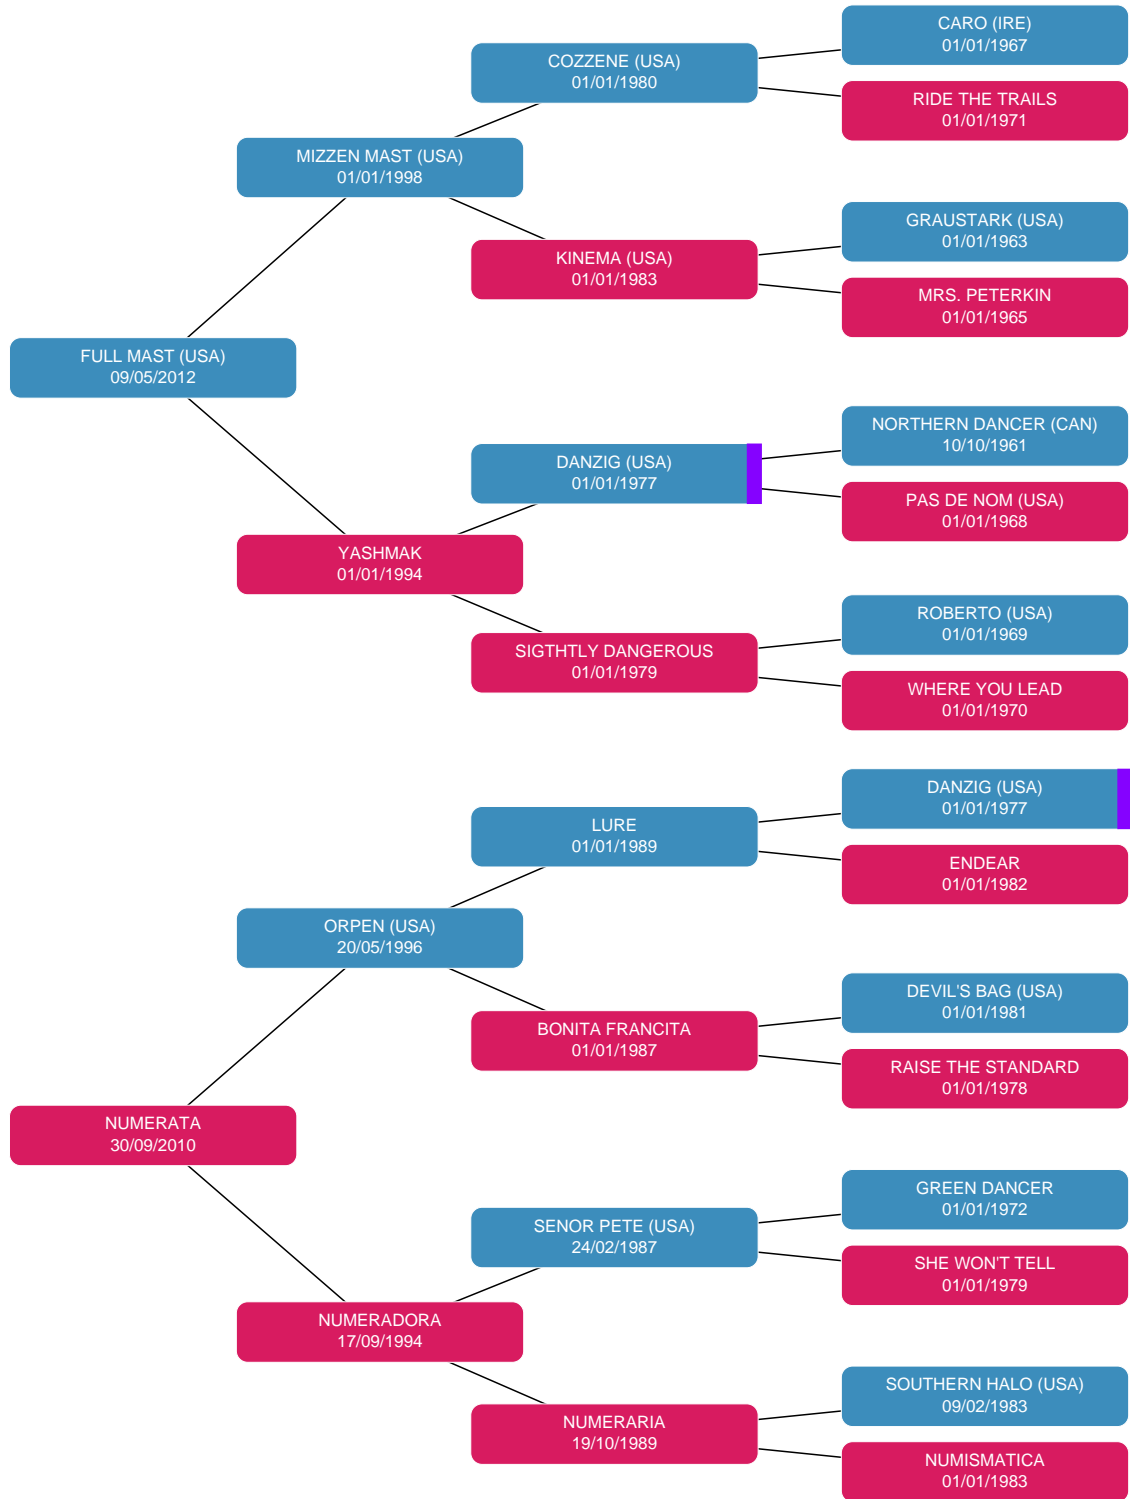 CARO (IRE)
01/01/1967
COZZENE (USA)
01/01/1980
RIDE THE TRAILS
01/01/1971
MIZZEN MAST (USA)
01/01/1998
GRAUSTARK (USA)
01/01/1963
KINEMA (USA)
01/01/1983
MRS. PETERKIN
01/01/1965
FULL MAST (USA)
09/05/2012
NORTHERN DANCER (CAN)
10/10/1961
DANZIG (USA)
01/01/1977
PAS DE NOM (USA)
01/01/1968
YASHMAK
01/01/1994
ROBERTO (USA)
01/01/1969
SIGTHTLY DANGEROUS
01/01/1979
WHERE YOU LEAD
01/01/1970
DANZIG (USA)
01/01/1977
LURE
01/01/1989
ENDEAR
01/01/1982
ORPEN (USA)
20/05/1996
DEVIL'S BAG (USA)
01/01/1981
BONITA FRANCITA
01/01/1987
RAISE THE STANDARD
01/01/1978
NUMERATA
30/09/2010
GREEN DANCER
01/01/1972
SENOR PETE (USA)
24/02/1987
SHE WON'T TELL
01/01/1979
NUMERADORA
17/09/1994
SOUTHERN HALO (USA)
09/02/1983
NUMERARIA
19/10/1989
NUMISMATICA
01/01/1983